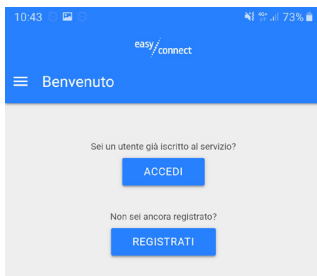 10:43 73%
easy/connect
Benvenuto
Sei un utente già iscritto al servizio?
ACCEDI
Non sei ancora registrato?
REGISTRATI